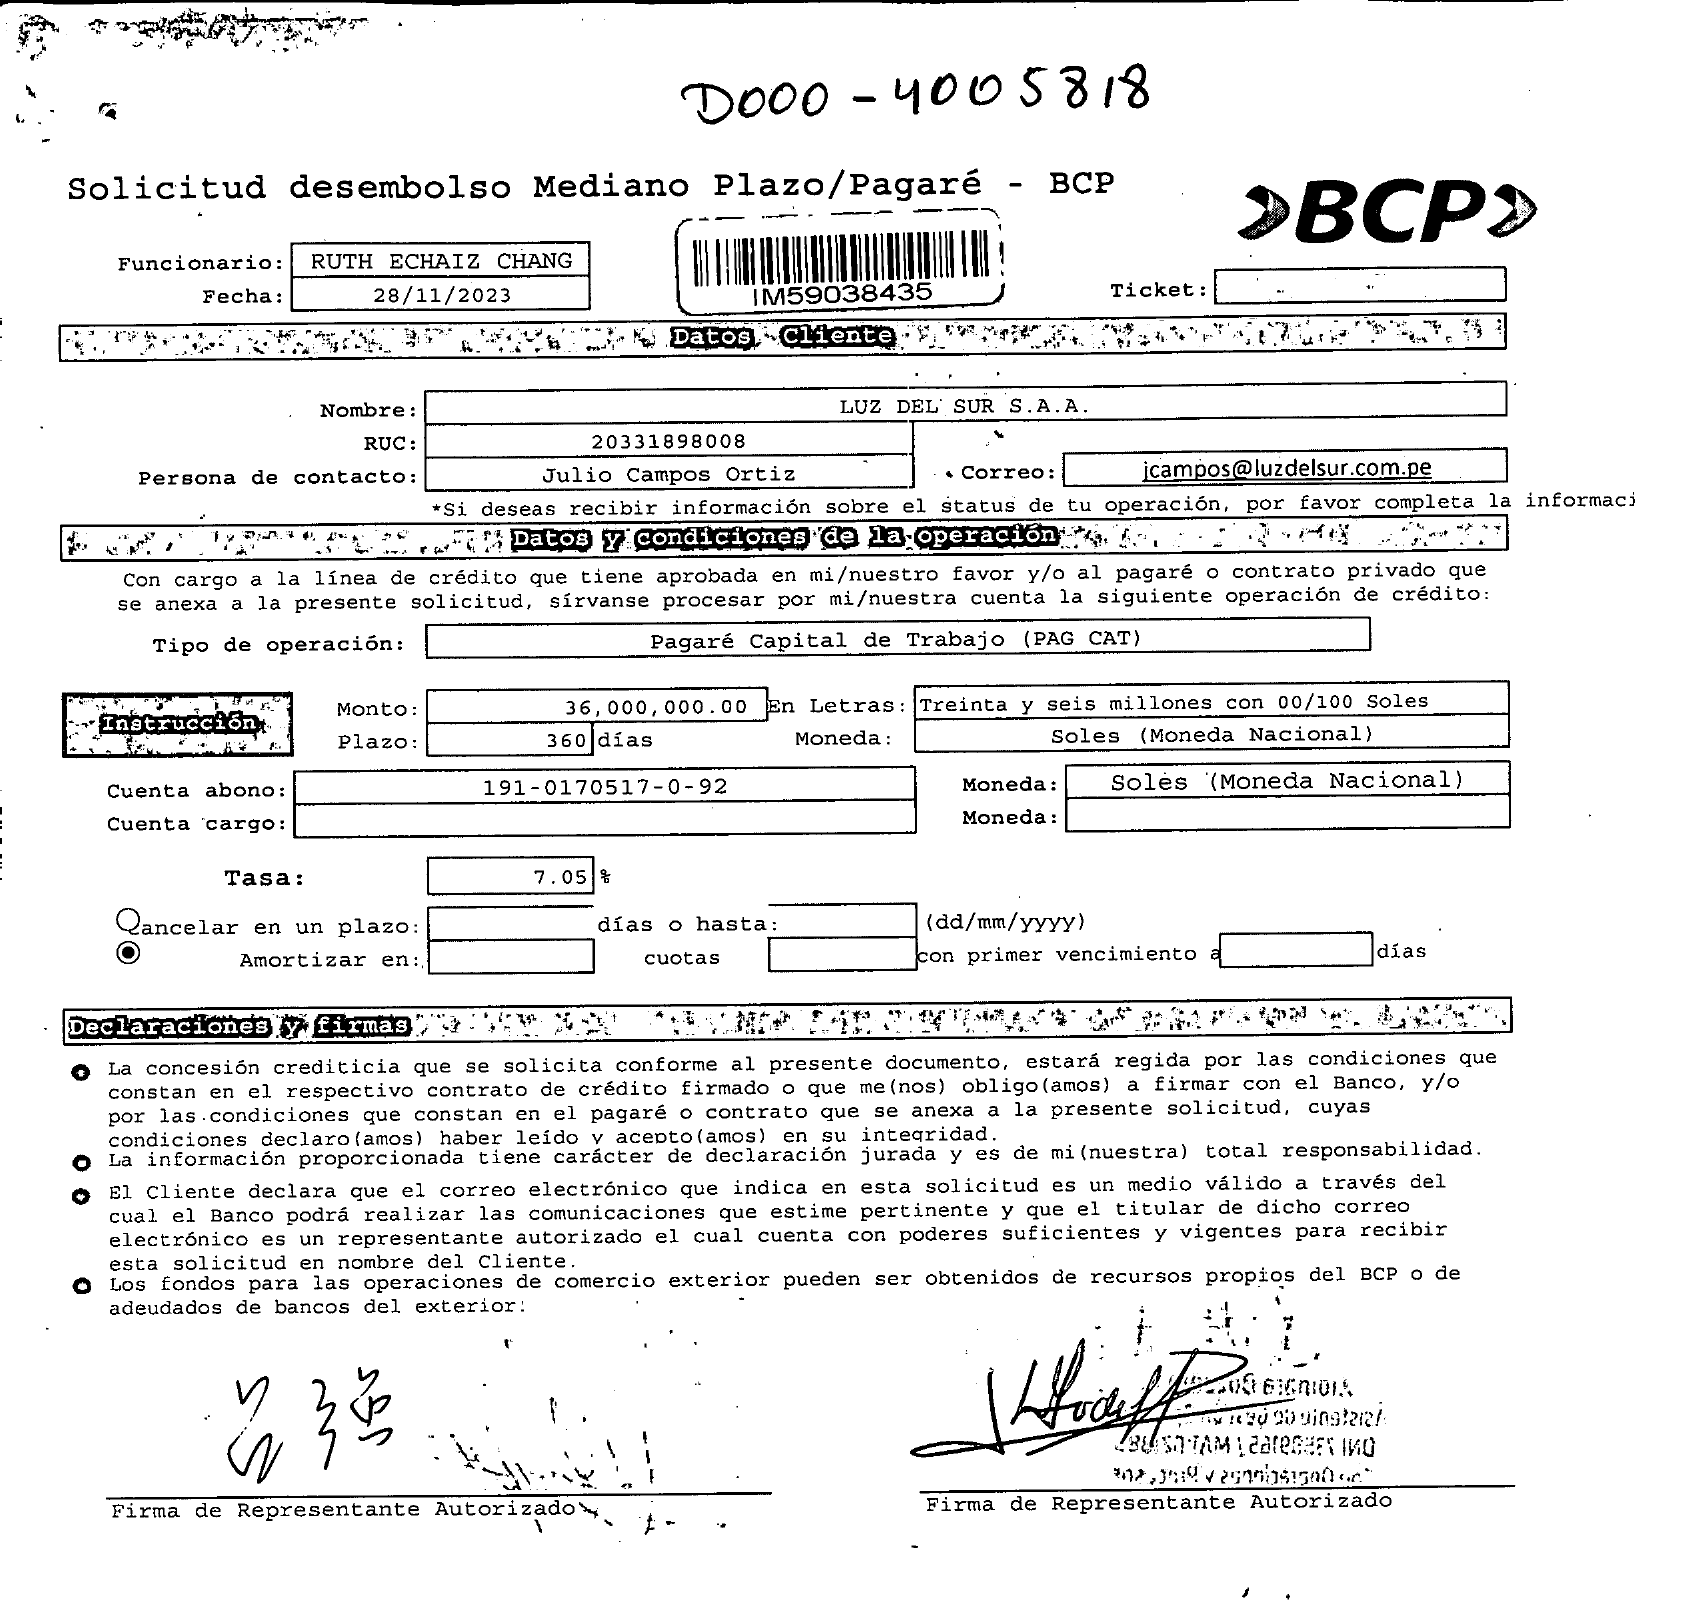 D000-4005818
Solicitud desembolso Mediano Plazo/Pagaré - BCP
BCP
Funcionario: RUTH ECHAIZ CHANG
Fecha: 28/11/2023
IM59038435
Ticket:
Datos Cliente
Nombre: LUZ DEL SUR S.A.A.
RUC: 20331898008
Persona de contacto: Julio Campos Ortiz Correo: jcampos@luzdelsur.com.pe
*Si deseas recibir información sobre el status de tu operación, por favor completa la informaci
Datos y condiciones de la operación
Con cargo a la línea de crédito que tiene aprobada en mi/nuestro favor y/o al pagaré o contrato privado que
se anexa a la presente solicitud, sírvanse procesar por mi/nuestra cuenta la siguiente operación de crédito:
Tipo de operación: Pagaré Capital de Trabajo (PAG CAT)
Instrucción
Monto: 36,000,000.00 En Letras: Treinta y seis millones con 00/100 Soles
Plazo: 360 días Moneda: Soles (Moneda Nacional)
Cuenta abono: 191-0170517-0-92 Moneda: Soles (Moneda Nacional)
Cuenta cargo: Moneda:
Tasa: 7.05 %
Cancelar en un plazo: días o hasta: (dd/mm/yyyy)
Amortizar en: cuotas con primer vencimiento a días
Declaraciones y firmas
La concesión crediticia que se solicita conforme al presente documento, estará regida por las condiciones que
constan en el respectivo contrato de crédito firmado o que me(nos) obligo(amos) a firmar con el Banco, y/o
por las condiciones que constan en el pagaré o contrato que se anexa a la presente solicitud, cuyas
condiciones declaro(amos) haber leído y acepto(amos) en su integridad.
La información proporcionada tiene carácter de declaración jurada y es de mi(nuestra) total responsabilidad.
El Cliente declara que el correo electrónico que indica en esta solicitud es un medio válido a través del
cual el Banco podrá realizar las comunicaciones que estime pertinente y que el titular de dicho correo
electrónico es un representante autorizado el cual cuenta con poderes suficientes y vigentes para recibir
esta solicitud en nombre del Cliente.
Los fondos para las operaciones de comercio exterior pueden ser obtenidos de recursos propios del BCP o de
adeudados de bancos del exterior.
Firma de Representante Autorizado
Firma de Representante Autorizado